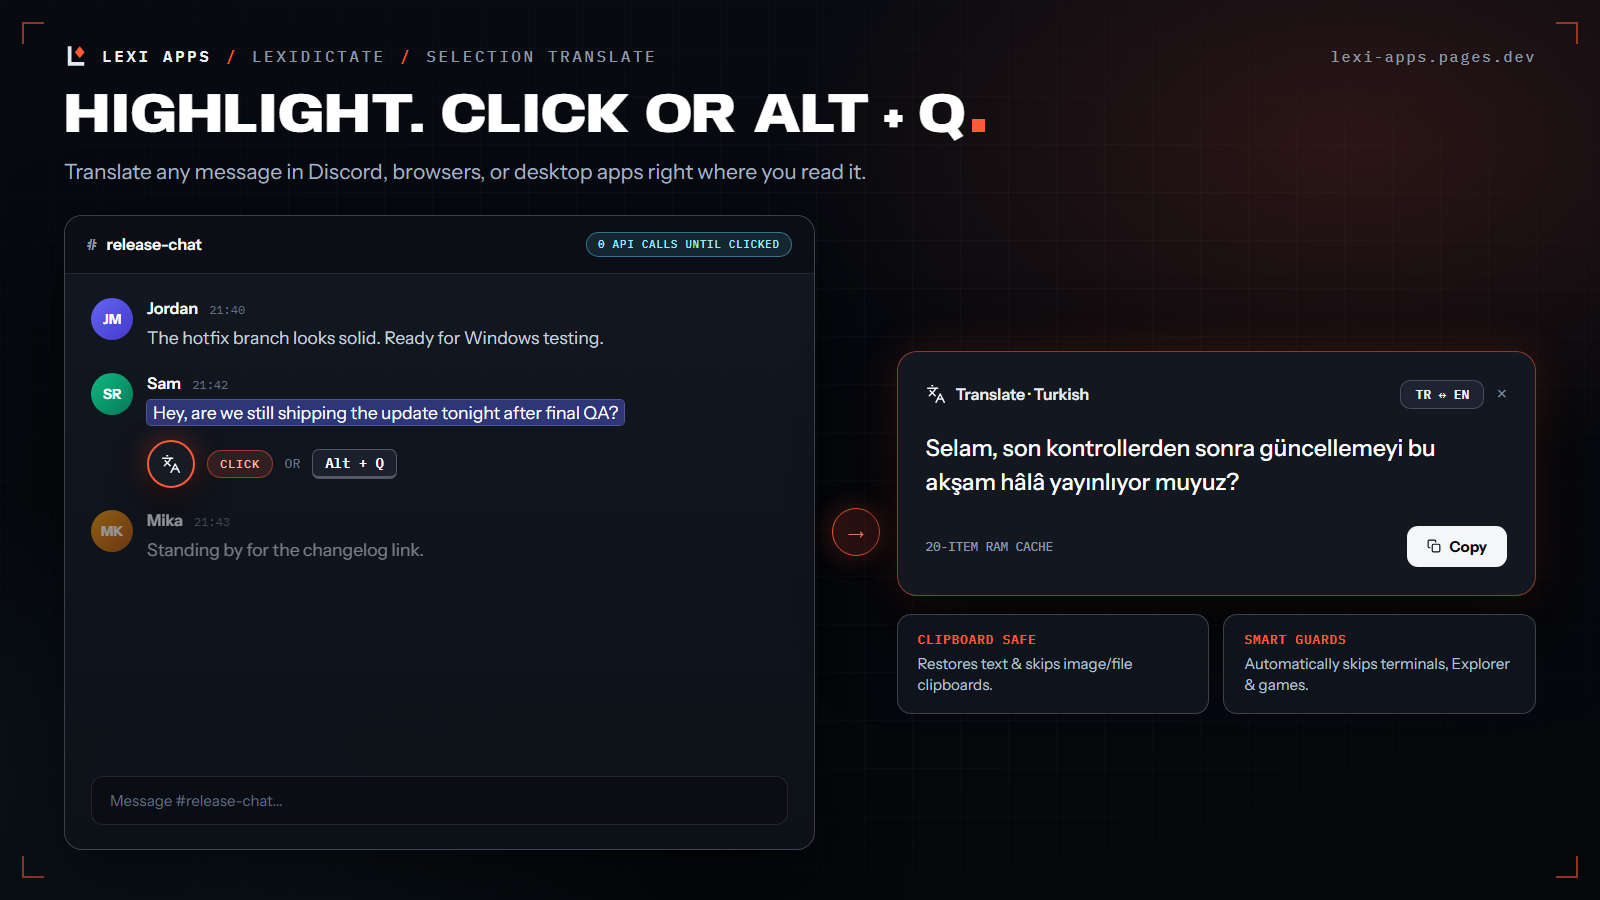 LEXI APPS / LEXIDICTATE / SELECTION TRANSLATE
lexi-apps.pages.dev
HIGHLIGHT. CLICK OR ALT + Q.
Translate any message in Discord, browsers, or desktop apps right where you read it.
# release-chat
0 API CALLS UNTIL CLICKED
JM
Jordan 21:40
The hotfix branch looks solid. Ready for Windows testing.
SR
Sam 21:42
Hey, are we still shipping the update tonight after final QA?
CLICK OR Alt + Q
MK
Mika 21:43
Standing by for the changelog link.
Message #release-chat...
→
Translate · Turkish
TR ↔ EN ×
Selam, son kontrollerden sonra güncellemeyi bu
akşam hâlâ yayınlıyor muyuz?
20-ITEM RAM CACHE
Copy
CLIPBOARD SAFE
Restores text & skips image/file
clipboards.
SMART GUARDS
Automatically skips terminals, Explorer
& games.